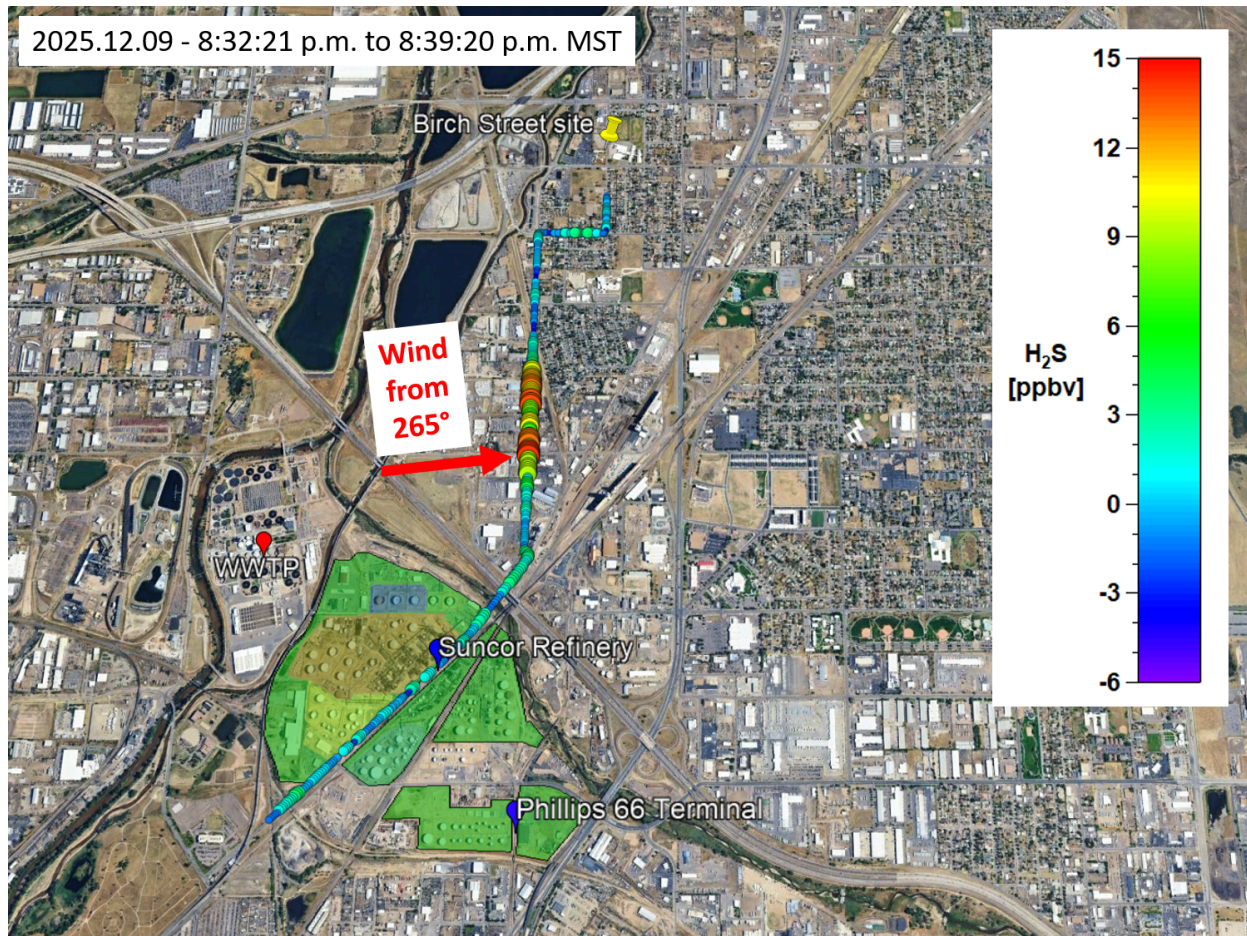 2025.12.09 - 8:32:21 p.m. to 8:39:20 p.m. MST
Birch Street site
Wind
from
265°
WWTP
Suncor Refinery
Phillips 66 Terminal
15
12
9
6
H₂S
[ppbv]
3
0
-3
-6